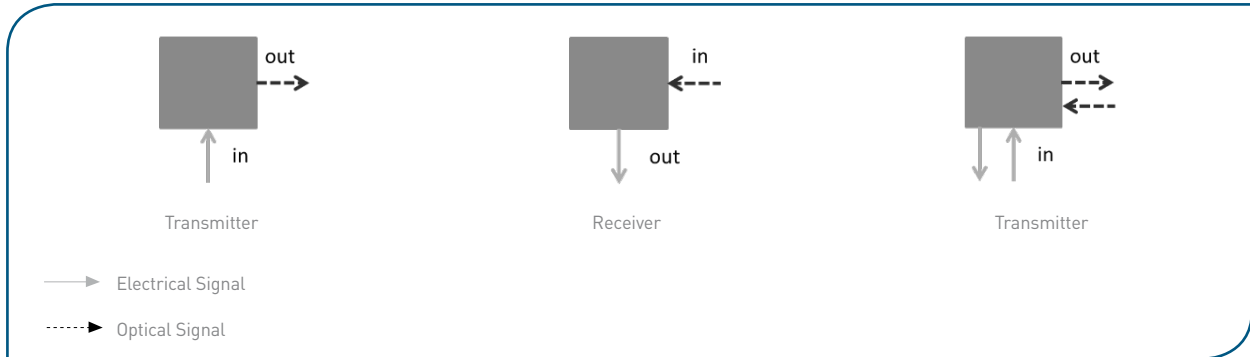 out
in
Transmitter
in
out
Receiver
out
in
Transmitter
Electrical Signal
Optical Signal